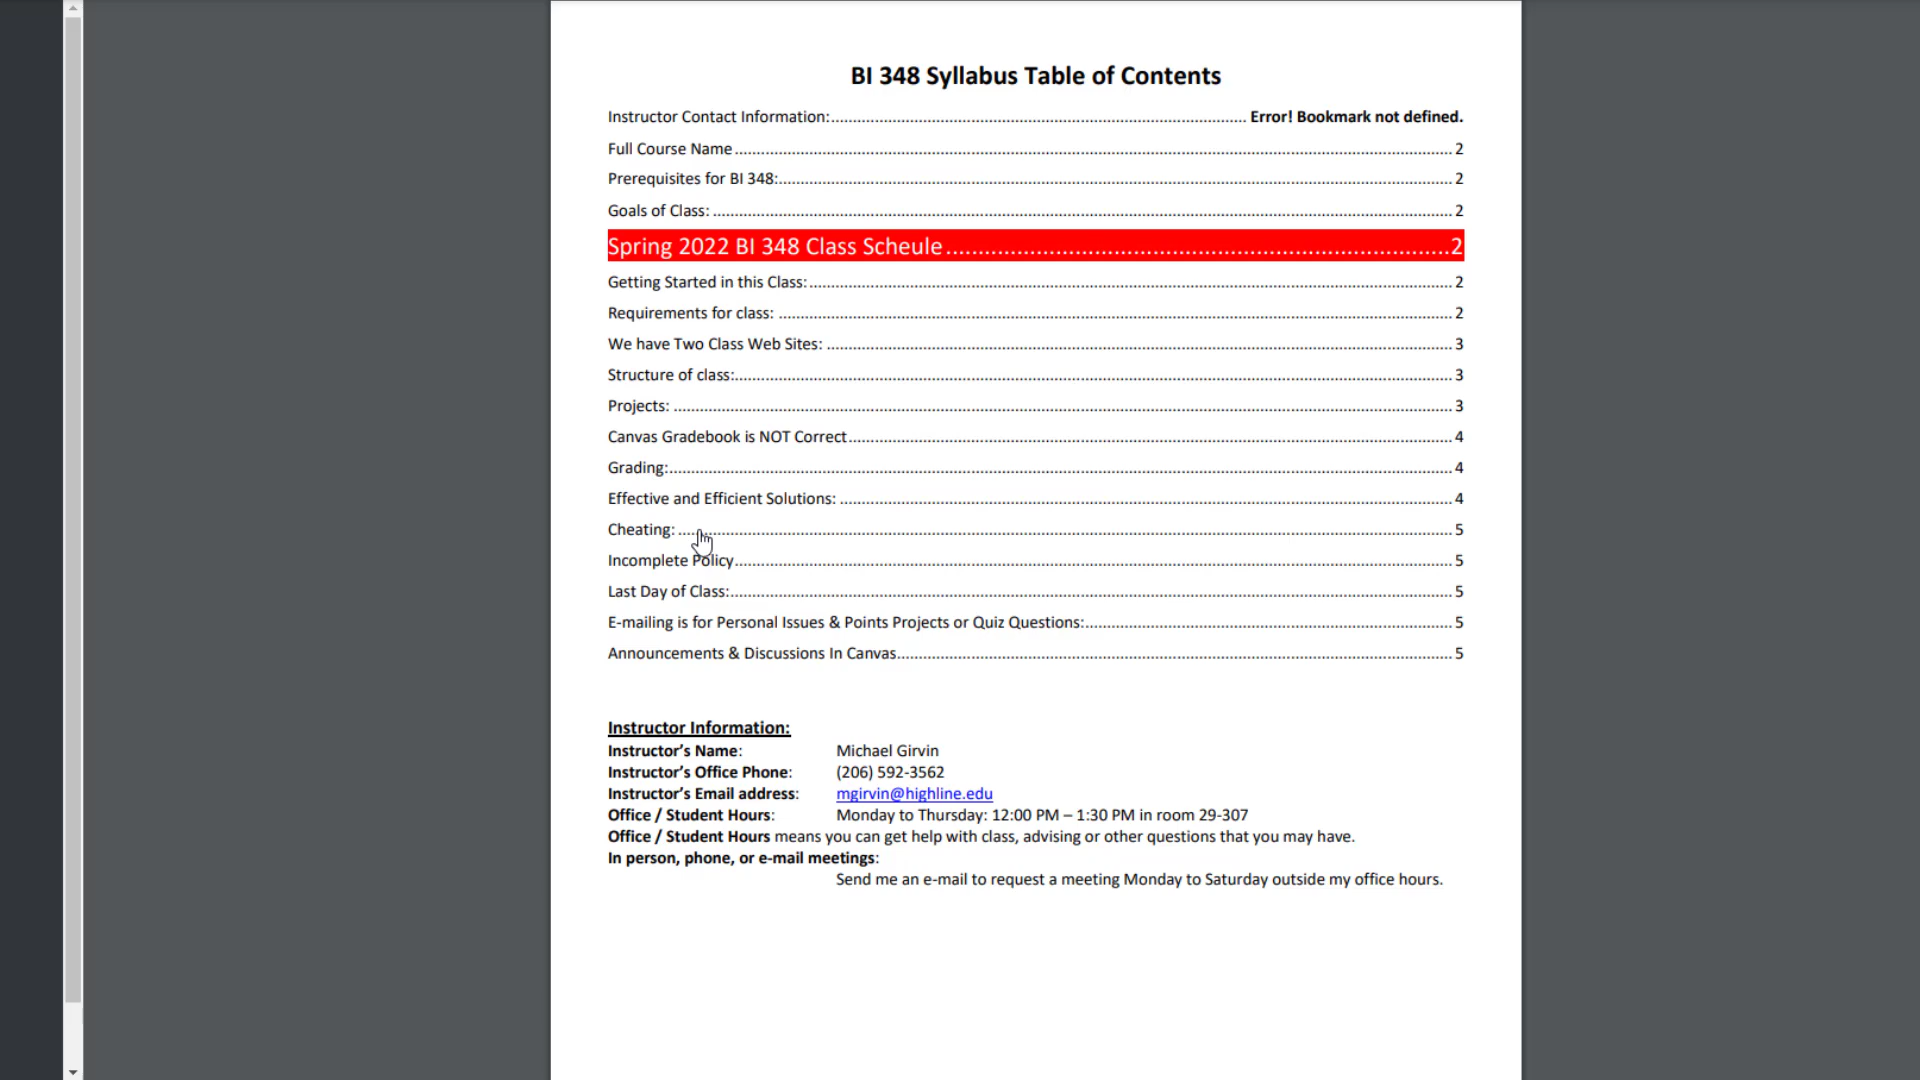 BI 348 Syllabus Table of Contents
Instructor Contact Information:.......... Error! Bookmark not defined.
Full Course Name.......... 2
Prerequisites for BI 348:.......... 2
Goals of Class: .......... 2
Spring 2022 BI 348 Class Scheule..........2
Getting Started in this Class:.......... 2
Requirements for class: .......... 2
We have Two Class Web Sites: .......... 3
Structure of class:.......... 3
Projects: .......... 3
Canvas Gradebook is NOT Correct.......... 4
Grading:.......... 4
Effective and Efficient Solutions: .......... 4
Cheating: .......... 5
Incomplete Policy.......... 5
Last Day of Class:.......... 5
E-mailing is for Personal Issues & Points Projects or Quiz Questions:.......... 5
Announcements & Discussions In Canvas.......... 5
Instructor Information:
Instructor’s Name: Michael Girvin
Instructor’s Office Phone: (206) 592-3562
Instructor’s Email address: mgirvin@highline.edu
Office / Student Hours: Monday to Thursday: 12:00 PM – 1:30 PM in room 29-307
Office / Student Hours means you can get help with class, advising or other questions that you may have.
In person, phone, or e-mail meetings:
Send me an e-mail to request a meeting Monday to Saturday outside my office hours.